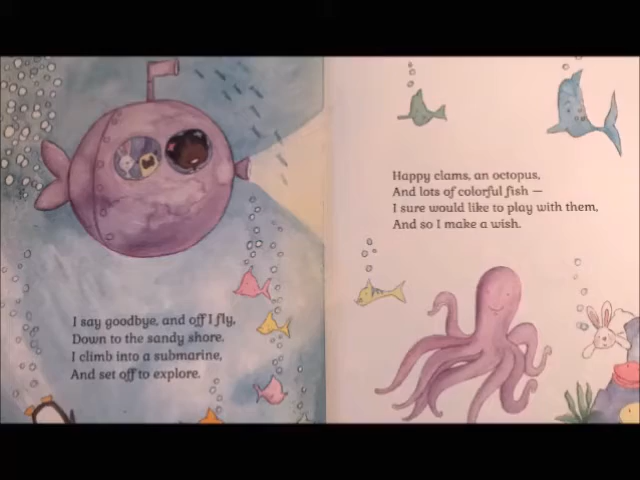 I say goodbye, and off I fly,
Down to the sandy shore.
I climb into a submarine,
And set off to explore.
Happy clams, an octopus,
And lots of colorful fish —
I sure would like to play with them,
And so I make a wish.